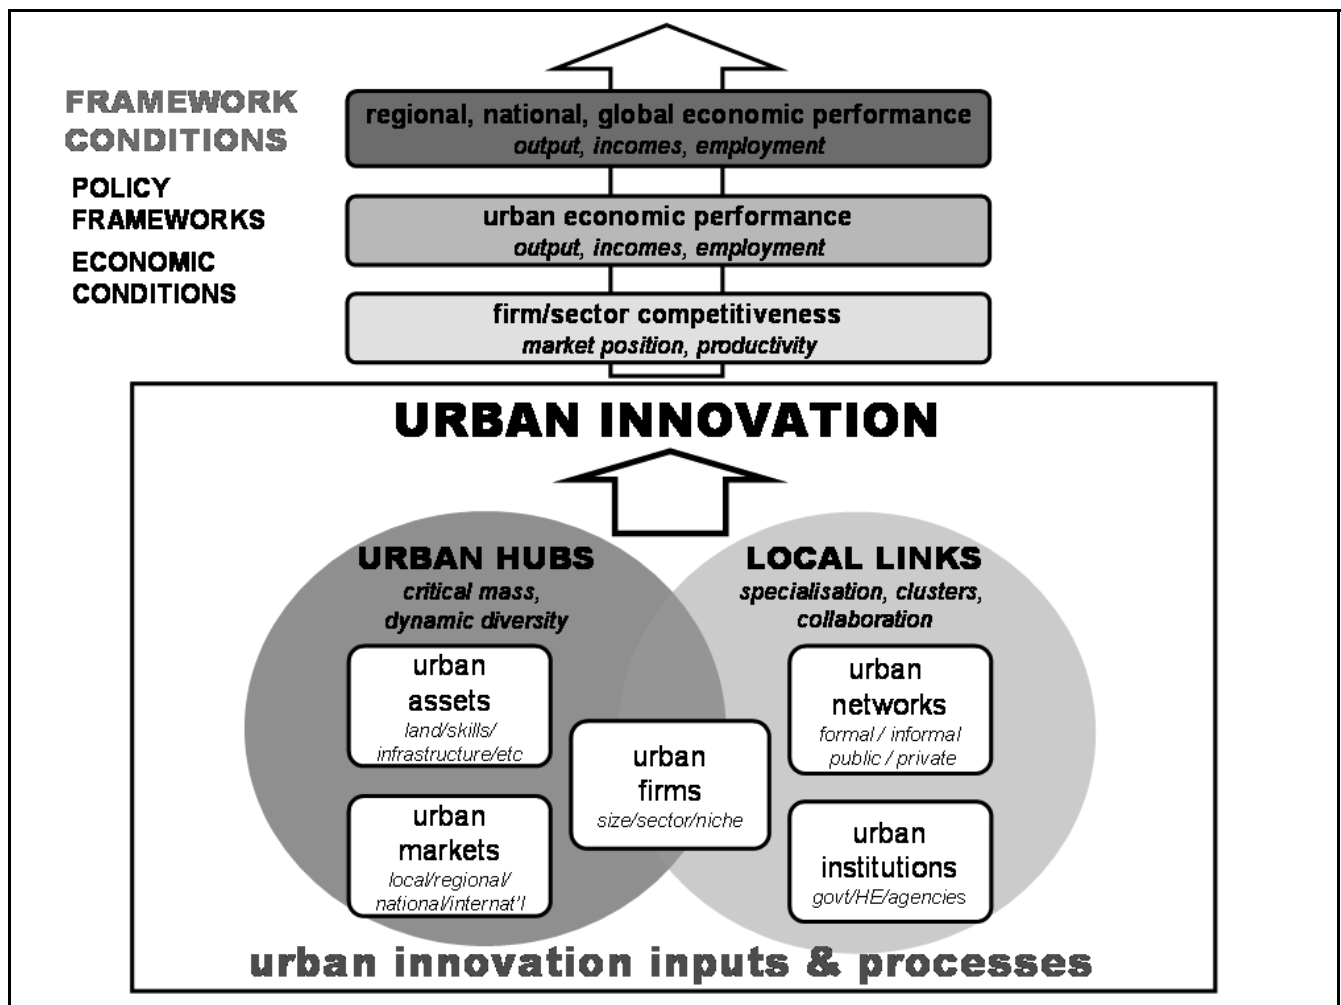 FRAMEWORK
CONDITIONS
POLICY
FRAMEWORKS
ECONOMIC
CONDITIONS
regional, national, global economic performance
output, incomes, employment
urban economic performance
output, incomes, employment
firm/sector competitiveness
market position, productivity
URBAN INNOVATION
URBAN HUBS
critical mass,
dynamic diversity
urban
assets
land/skills/
infrastructure/etc
urban
markets
local/regional/
national/internat'l
urban
firms
size/sector/niche
LOCAL LINKS
specialisation, clusters,
collaboration
urban
networks
formal / informal
public / private
urban
institutions
govt/HE/agencies
urban innovation inputs & processes